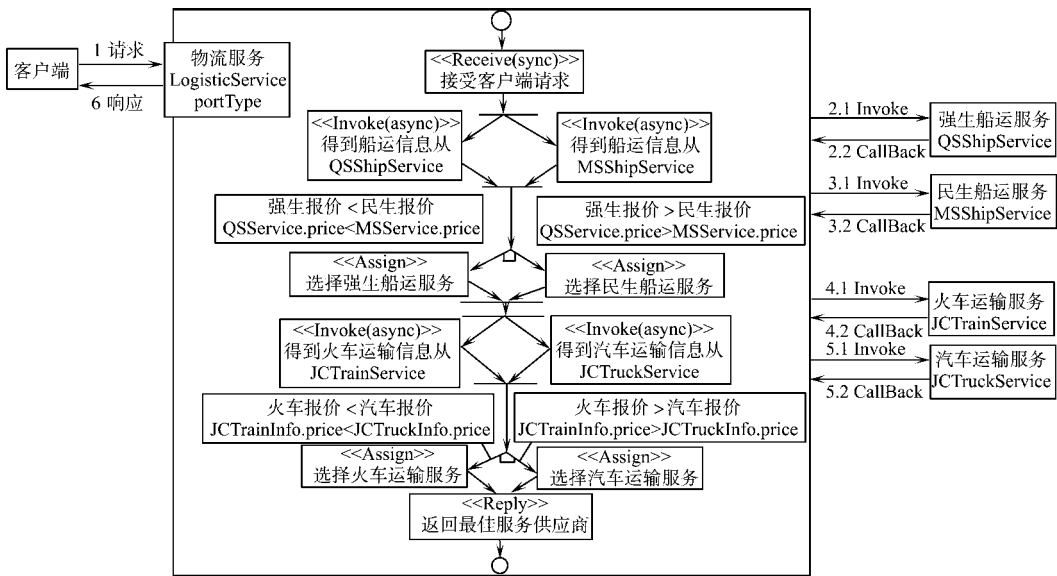 客户端
1 请求
6 响应
物流服务
LogisticService
portType
<<Receive(sync)>>
接受客户端请求
<<Invoke(async)>>
得到船运信息从
QSShipService
<<Invoke(async)>>
得到船运信息从
MSShipService
强生报价<民生报价
QSService.price<MSService.price
强生报价>民生报价
QSService.price>MSService.price
<<Assign>>
选择强生船运服务
<<Assign>>
选择民生船运服务
<<Invoke(async)>>
得到火车运输信息从
JCTrainService
<<Invoke(async)>>
得到汽车运输信息从
JCTruckService
火车报价<汽车报价
JCTrainInfo.price<JCTruckInfo.price
火车报价>汽车报价
JCTrainInfo.price>JCTruckInfo.price
<<Assign>>
选择火车运输服务
<<Assign>>
选择汽车运输服务
<<Reply>>
返回最佳服务供应商
2.1 Invoke
2.2 CallBack
强生船运服务
QSShipService
3.1 Invoke
3.2 CallBack
民生船运服务
MSShipService
4.1 Invoke
4.2 CallBack
火车运输服务
JCTrainService
5.1 Invoke
5.2 CallBack
汽车运输服务
JCTruckService